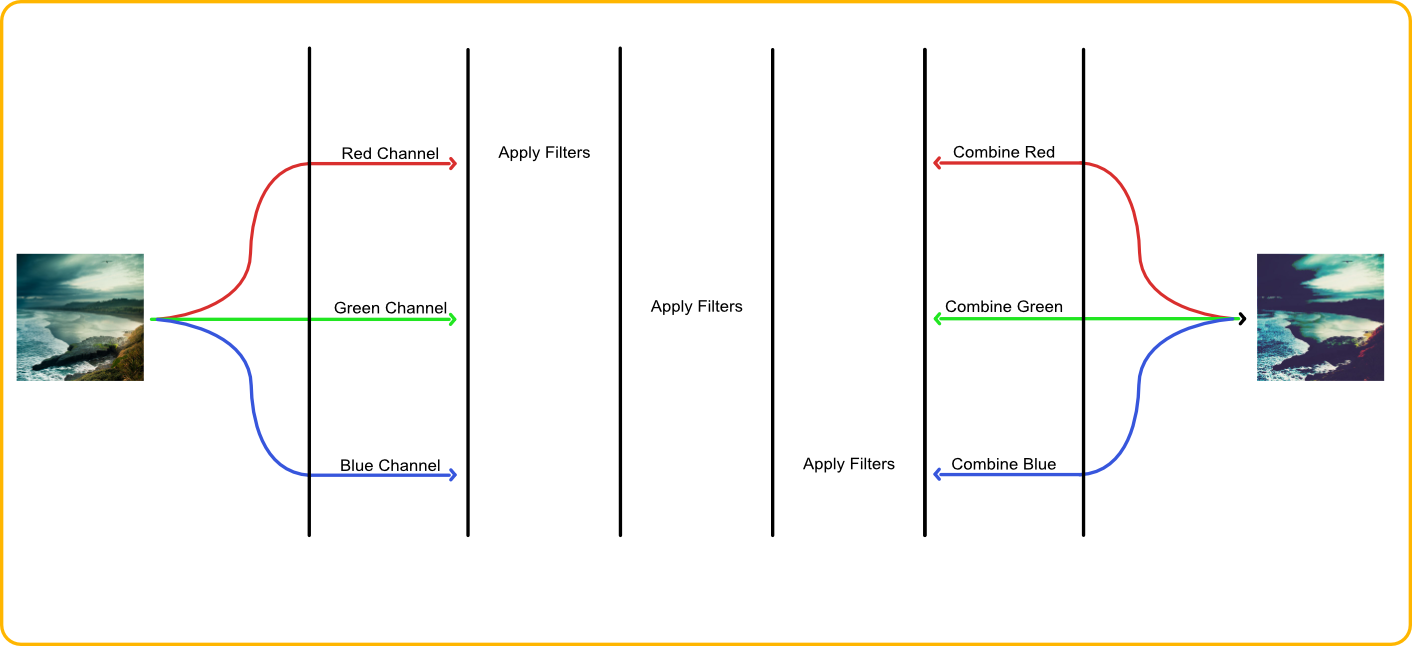 Red Channel
Apply Filters
Combine Red
Green Channel
Apply Filters
Combine Green
Blue Channel
Apply Filters
Combine Blue